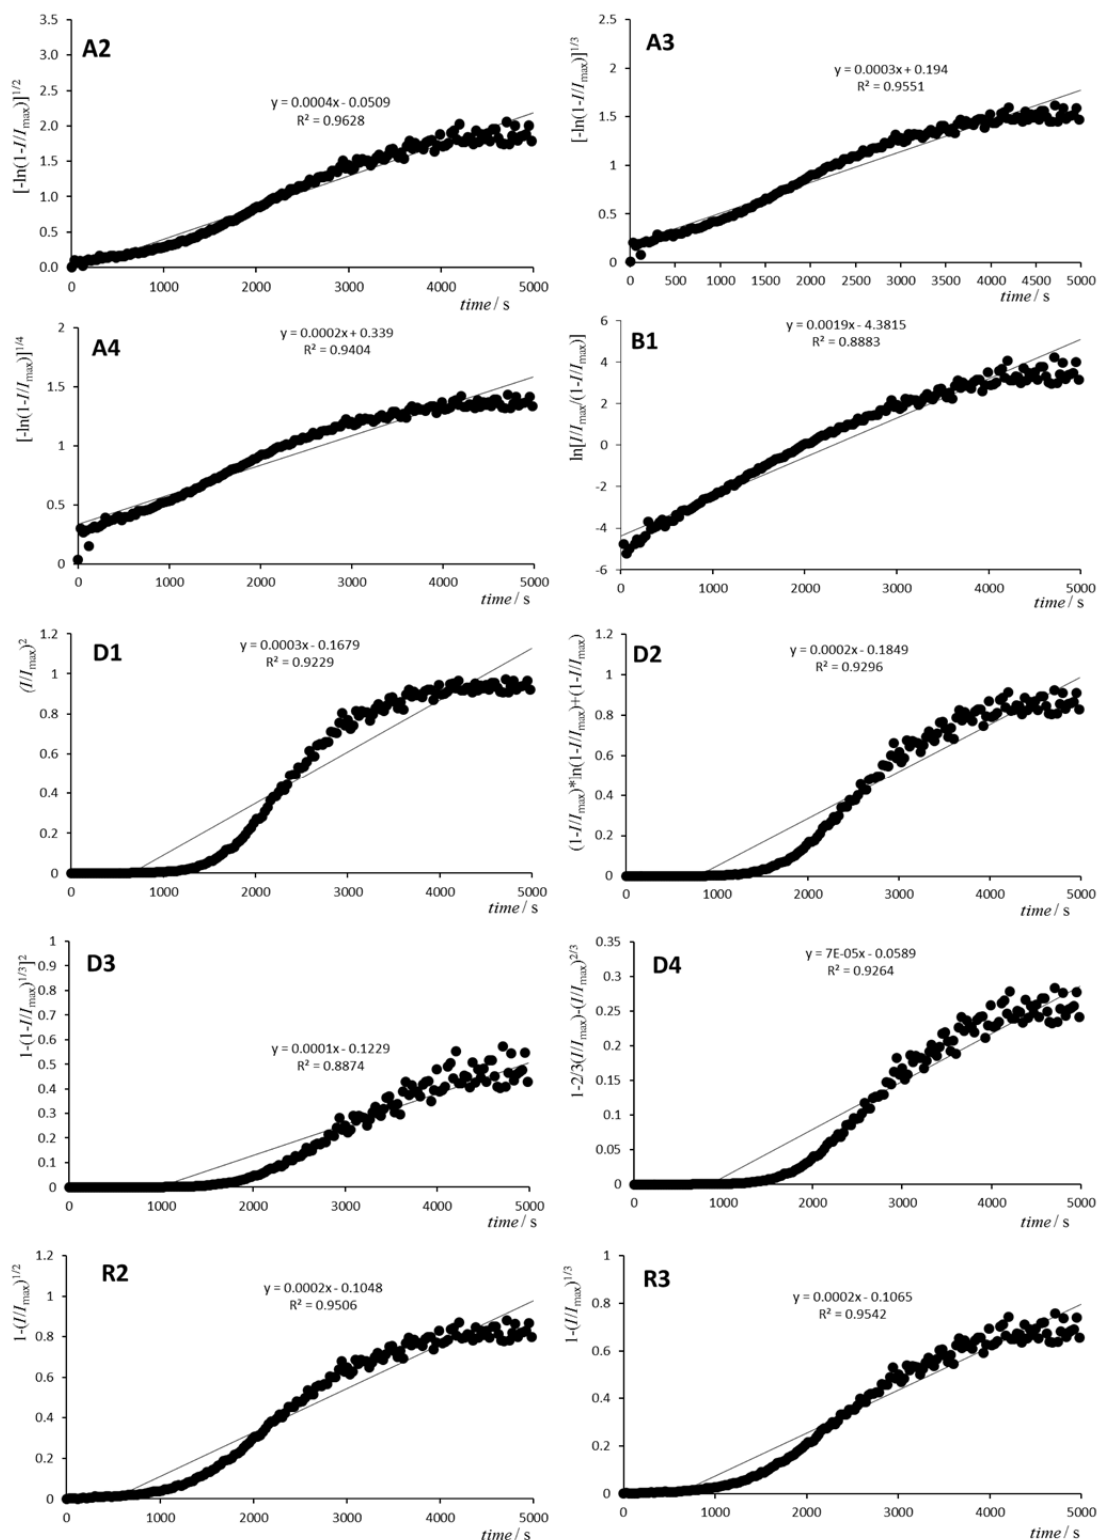 A2
[-ln(1-I/Imax)]1/2
y = 0.0004x - 0.0509
R² = 0.9628
3.5
3.0
2.5
2.0
1.5
1.0
0.5
0.0
0 1000 2000 3000 4000 5000
time / s
A3
[-ln(1-I/Imax)]1/3
y = 0.0003x + 0.194
R² = 0.9551
2.5
2
1.5
1
0.5
0
0 500 1000 1500 2000 2500 3000 3500 4000 4500 5000
time / s
A4
[-ln(1-I/Imax)]1/4
y = 0.0002x + 0.339
R² = 0.9404
2
1.5
1
0.5
0
0 1000 2000 3000 4000 5000
time / s
B1
ln[I/Imax/(1-I/Imax)]
y = 0.0019x - 4.3815
R² = 0.8883
6
4
2
0
-2
-4
-6
0 1000 2000 3000 4000 5000
time / s
D1
(I/Imax)2
y = 0.0003x - 0.1679
R² = 0.9229
1.2
1
0.8
0.6
0.4
0.2
0
0 1000 2000 3000 4000 5000
time / s
D2
(1-I/Imax)*ln(1-I/Imax)+(1-I/Imax)
y = 0.0002x - 0.1849
R² = 0.9296
1.2
1
0.8
0.6
0.4
0.2
0
0 1000 2000 3000 4000 5000
time / s
D3
1-(1-I/Imax)1/3]2
y = 0.0001x - 0.1229
R² = 0.8874
1
0.9
0.8
0.7
0.6
0.5
0.4
0.3
0.2
0.1
0
0 1000 2000 3000 4000 5000
time / s
D4
1-2/3(I/Imax)-(I/Imax)2/3
y = 7E-05x - 0.0589
R² = 0.9264
0.35
0.3
0.25
0.2
0.15
0.1
0.05
0
0 1000 2000 3000 4000 5000
time / s
R2
1-(I/Imax)1/2
y = 0.0002x - 0.1048
R² = 0.9506
1.2
1
0.8
0.6
0.4
0.2
0
0 1000 2000 3000 4000 5000
time / s
R3
1-(I/Imax)1/3
y = 0.0002x - 0.1065
R² = 0.9542
1
0.8
0.6
0.4
0.2
0
0 1000 2000 3000 4000 5000
time / s